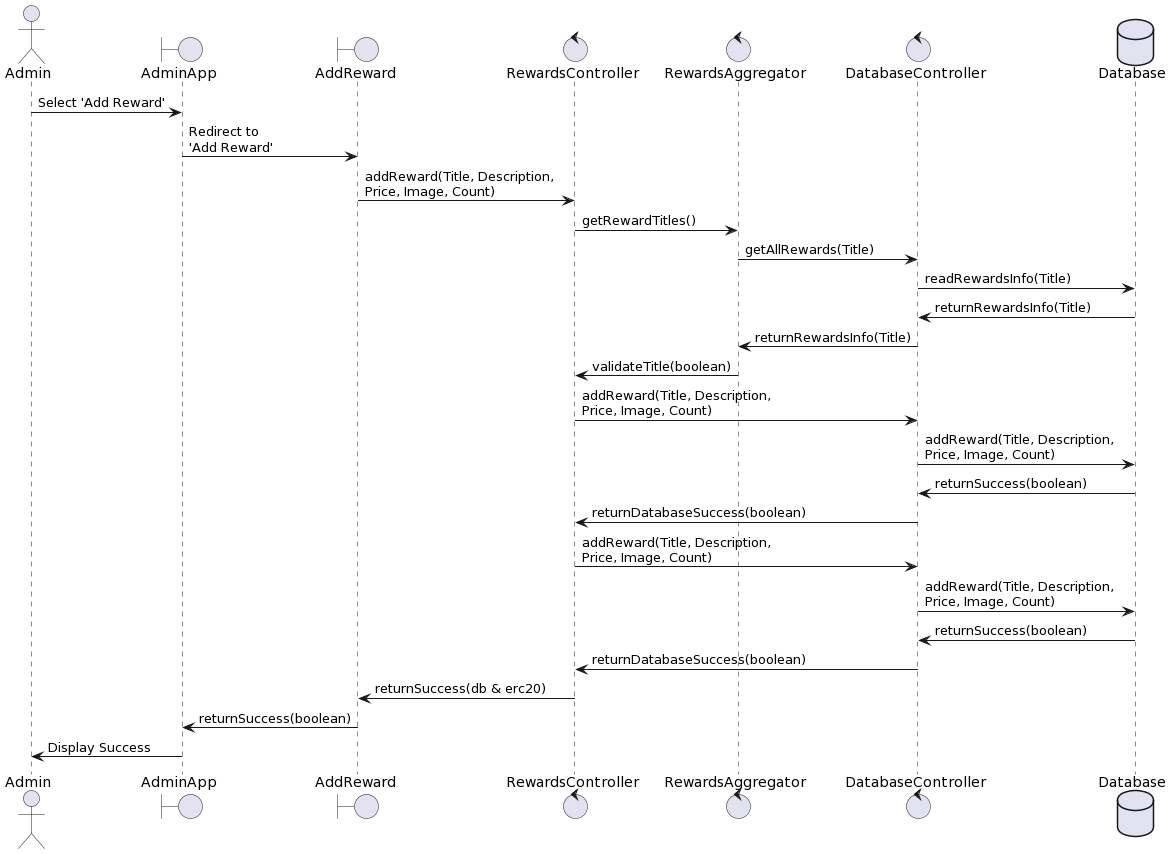 Admin
AdminApp
AddReward
RewardsController
RewardsAggregator
DatabaseController
Database
Select 'Add Reward'
Redirect to
'Add Reward'
addReward(Title, Description,
Price, Image, Count)
getRewardTitles()
getAllRewards(Title)
readRewardsInfo(Title)
returnRewardsInfo(Title)
returnRewardsInfo(Title)
validateTitle(boolean)
addReward(Title, Description,
Price, Image, Count)
addReward(Title, Description,
Price, Image, Count)
returnSuccess(boolean)
returnDatabaseSuccess(boolean)
addReward(Title, Description,
Price, Image, Count)
addReward(Title, Description,
Price, Image, Count)
returnSuccess(boolean)
returnDatabaseSuccess(boolean)
returnSuccess(db & erc20)
returnSuccess(boolean)
Display Success
Admin
AdminApp
AddReward
RewardsController
RewardsAggregator
DatabaseController
Database